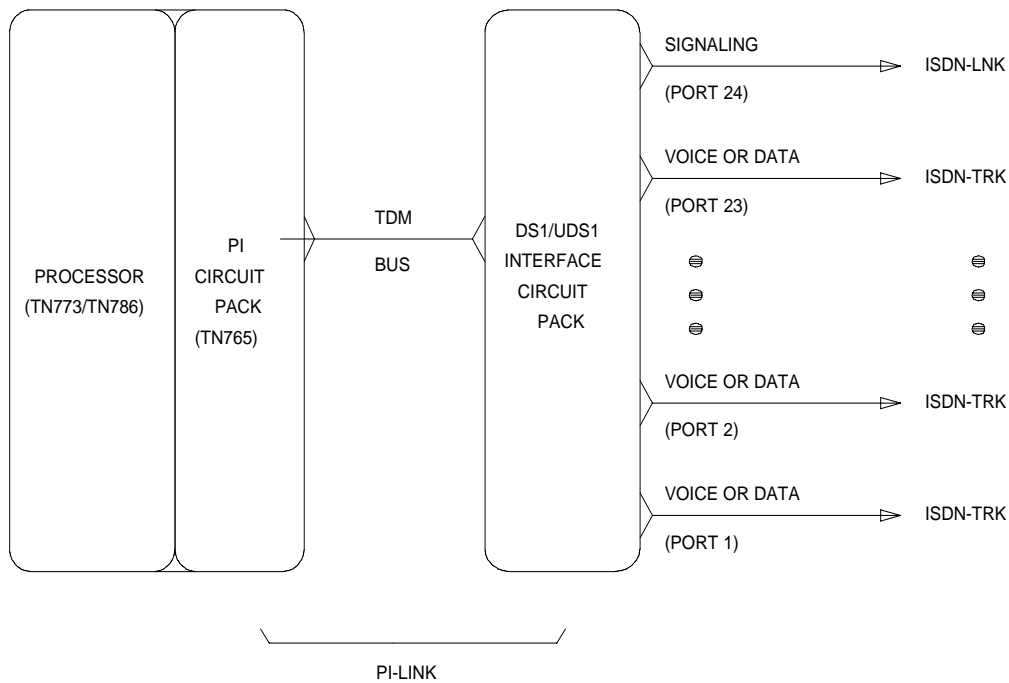 PROCESSOR
(TN773/TN786)
PI
CIRCUIT
PACK
(TN765)
TDM
BUS
DS1/UDS1
INTERFACE
CIRCUIT
PACK
SIGNALING
(PORT 24)
ISDN-LNK
VOICE OR DATA
(PORT 23)
ISDN-TRK
VOICE OR DATA
(PORT 2)
ISDN-TRK
VOICE OR DATA
(PORT 1)
ISDN-TRK
PI-LINK